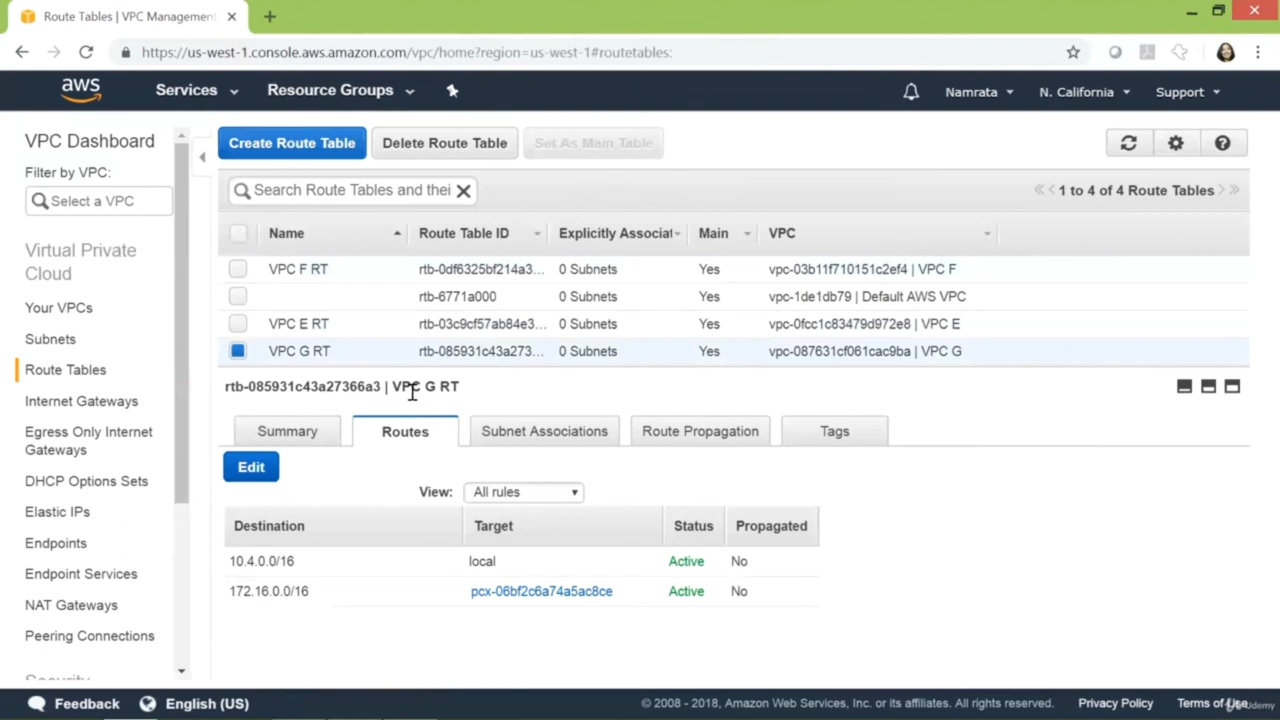 Route Tables | VPC Management
https://us-west-1.console.aws.amazon.com/vpc/home?region=us-west-1#routetables:
aws
Services
Resource Groups
Namrata
N. California
Support
VPC Dashboard
Filter by VPC:
Select a VPC
Virtual Private
Cloud
Your VPCs
Subnets
Route Tables
Internet Gateways
Egress Only Internet
Gateways
DHCP Options Sets
Elastic IPs
Endpoints
Endpoint Services
NAT Gateways
Peering Connections
Security
Create Route Table
Delete Route Table
Set As Main Table
Search Route Tables and thei
1 to 4 of 4 Route Tables
Name Route Table ID Explicitly Associat Main VPC
VPC F RT rtb-0df6325bf214a3... 0 Subnets Yes vpc-03b11f710151c2ef4 | VPC F
rtb-6771a000 0 Subnets Yes vpc-1de1db79 | Default AWS VPC
VPC E RT rtb-03c9cf57ab84e3... 0 Subnets Yes vpc-0fcc1c83479d972e8 | VPC E
VPC G RT rtb-085931c43a273... 0 Subnets Yes vpc-087631cf061cac9ba | VPC G
rtb-085931c43a27366a3 | VPC G RT
Summary
Routes
Subnet Associations
Route Propagation
Tags
Edit
View: All rules
Destination Target Status Propagated
10.4.0.0/16 local Active No
172.16.0.0/16 pcx-06bf2c6a74a5ac8ce Active No
Feedback
English (US)
© 2008 - 2018, Amazon Web Services, Inc. or its affiliates. All rights reserved.
Privacy Policy
Terms of Use
Udemy